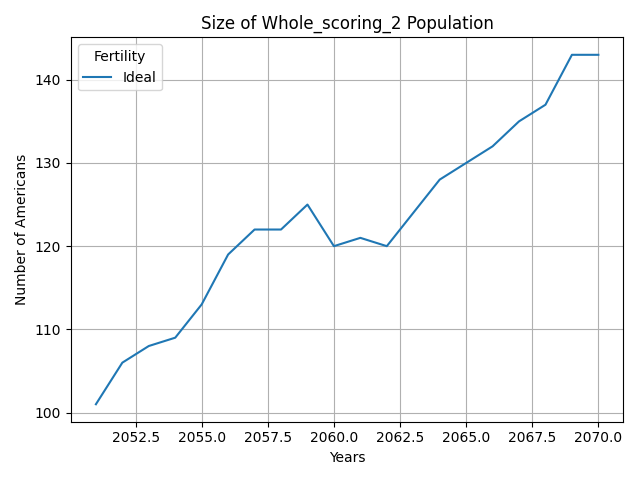 Size of Whole_scoring_2 Population
Fertility
Ideal
Number of Americans
140
130
120
110
100
2052.5 2055.0 2057.5 2060.0 2062.5 2065.0 2067.5 2070.0
Years